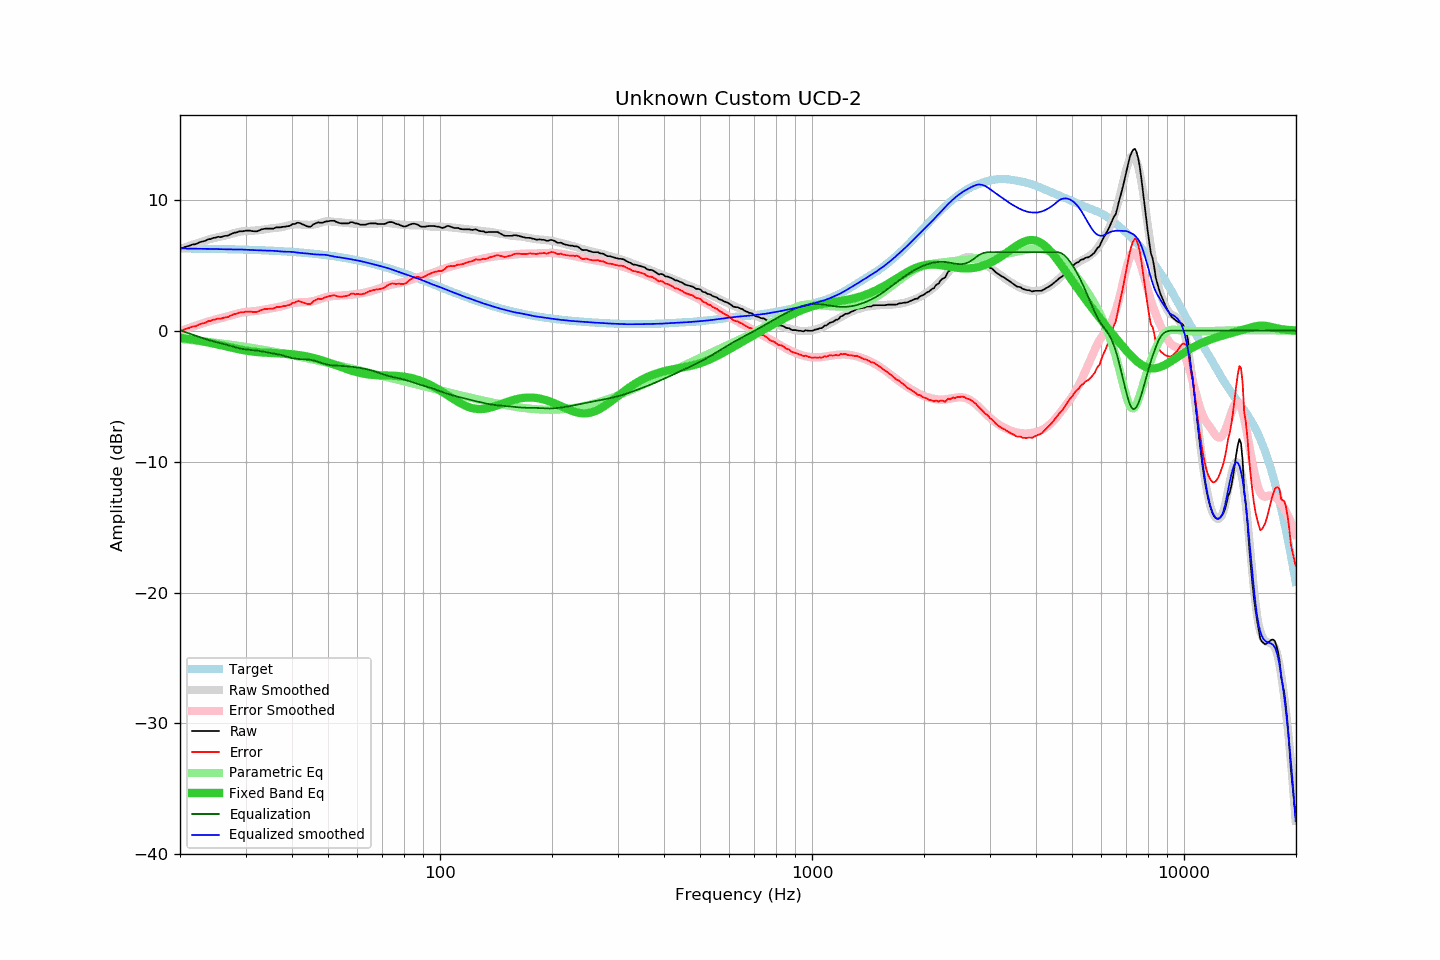 Unknown Custom UCD-2
10
0
−10
−20
−30
−40
Amplitude (dBr)
Target
Raw Smoothed
Error Smoothed
Raw
Error
Parametric Eq
Fixed Band Eq
Equalization
Equalized smoothed
100
1000
10000
Frequency (Hz)